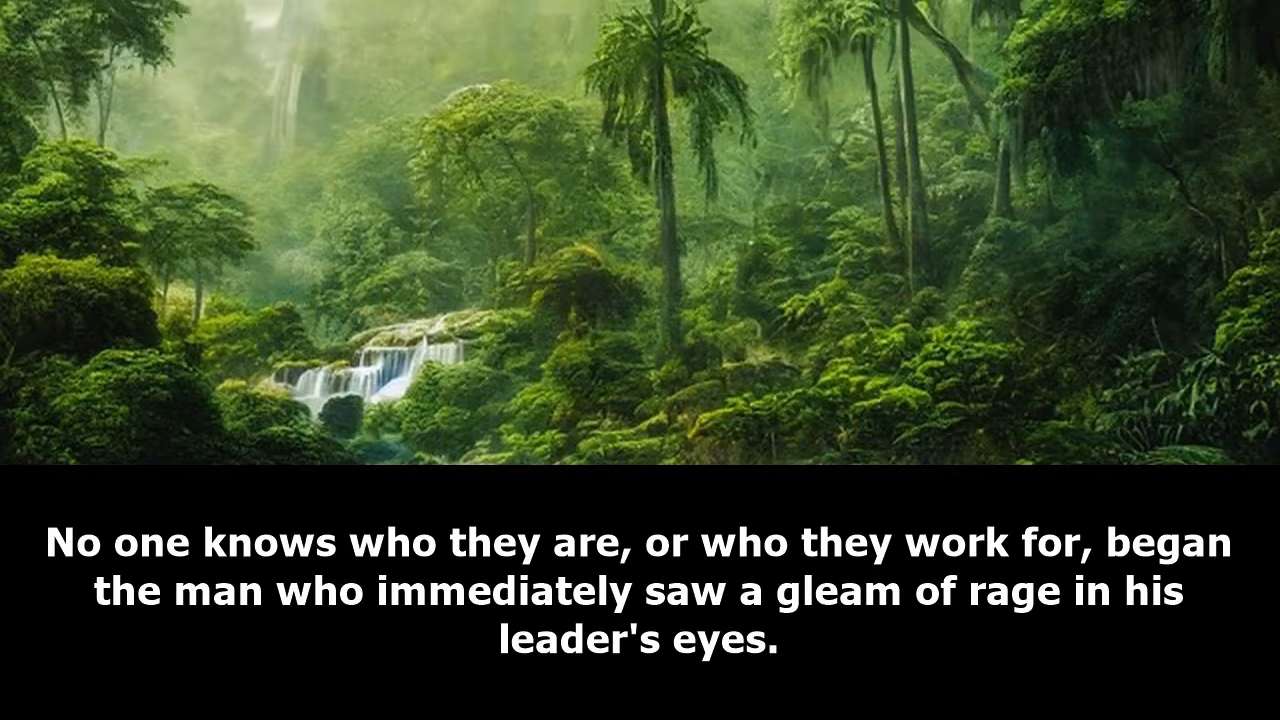 No one knows who they are, or who they work for, began
the man who immediately saw a gleam of rage in his
leader's eyes.